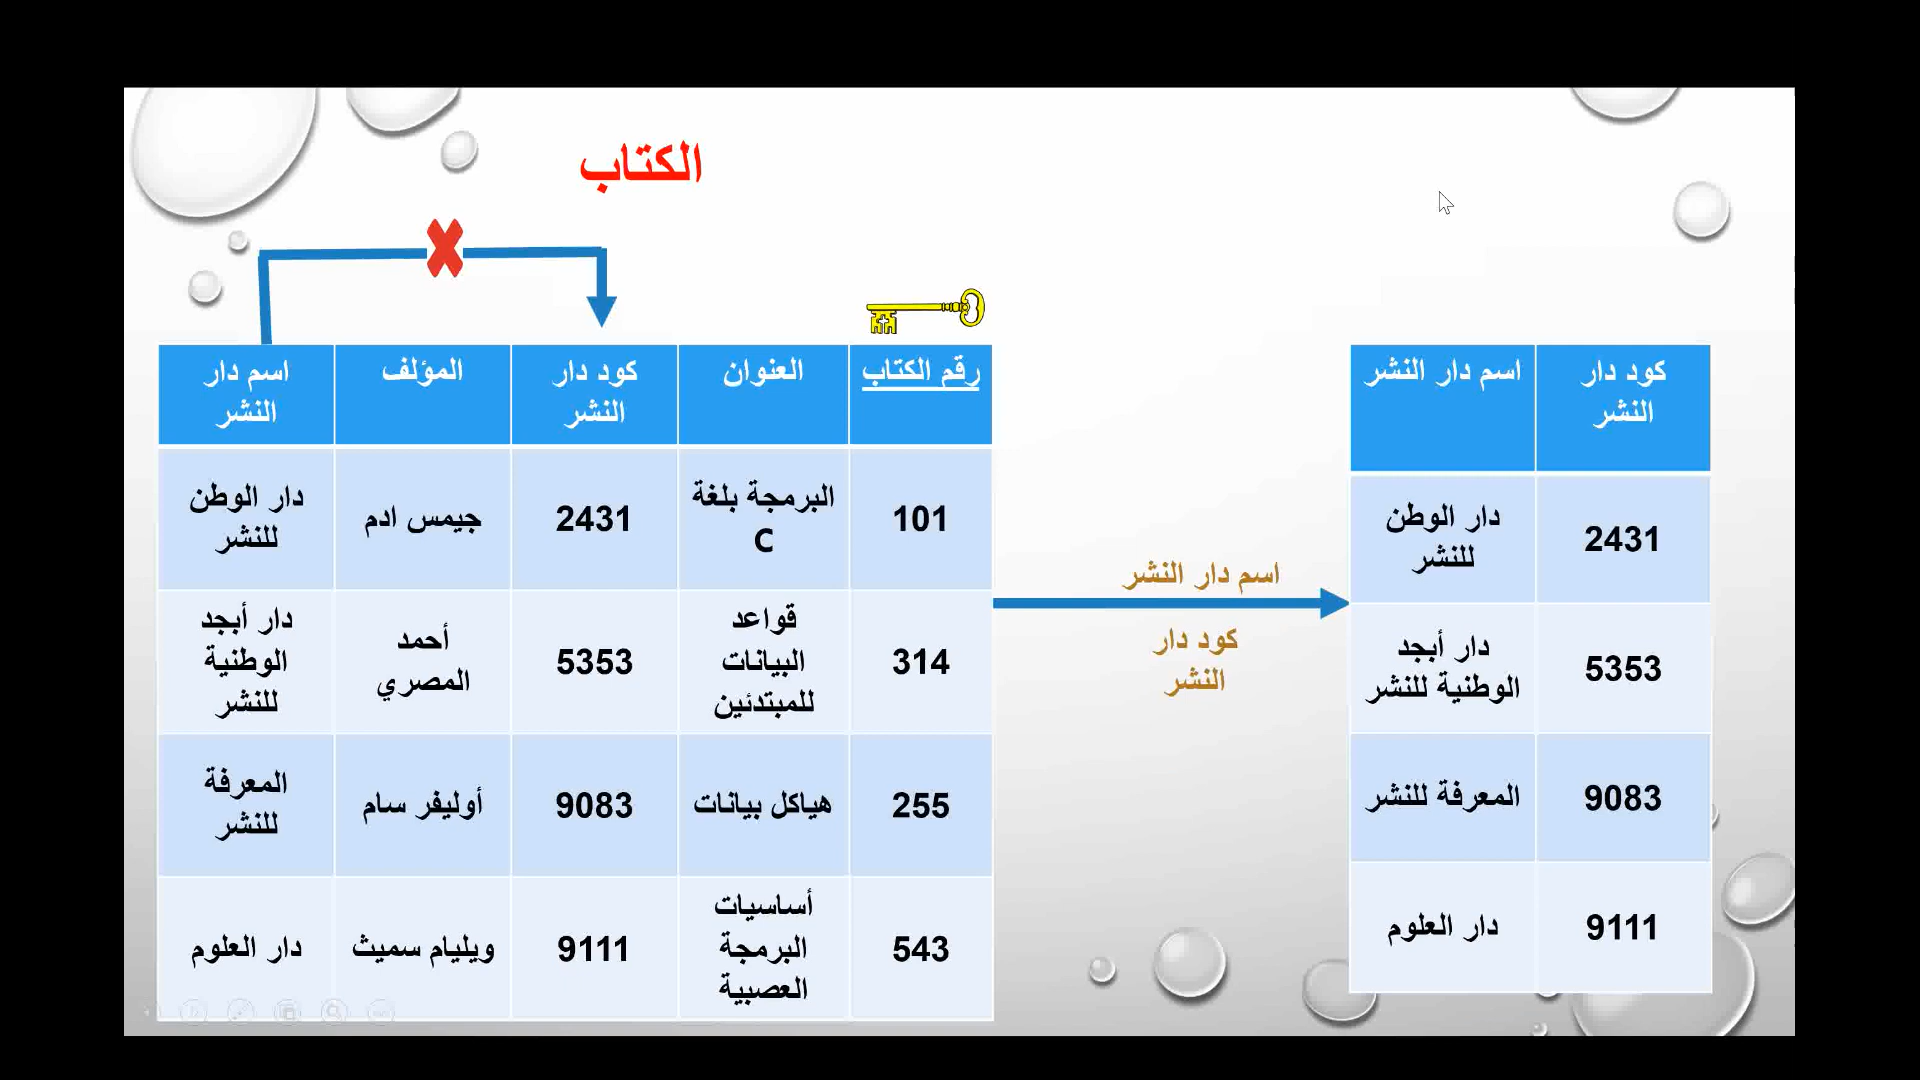 الكتاب
رقم الكتاب
العنوان
كود دار
النشر
المؤلف
اسم دار
النشر
101
البرمجة بلغة
C
2431
جيمس ادم
دار الوطن
للنشر
314
قواعد
البيانات
للمبتدئين
5353
أحمد
المصري
دار أبجد
الوطنية
للنشر
255
هياكل بيانات
9083
أوليفر سام
المعرفة
للنشر
543
أساسيات
البرمجة
العصبية
9111
ويليام سميث
دار العلوم
اسم دار النشر
كود دار
النشر
كود دار
النشر
اسم دار النشر
2431
دار الوطن
للنشر
5353
دار أبجد
الوطنية للنشر
9083
المعرفة للنشر
9111
دار العلوم